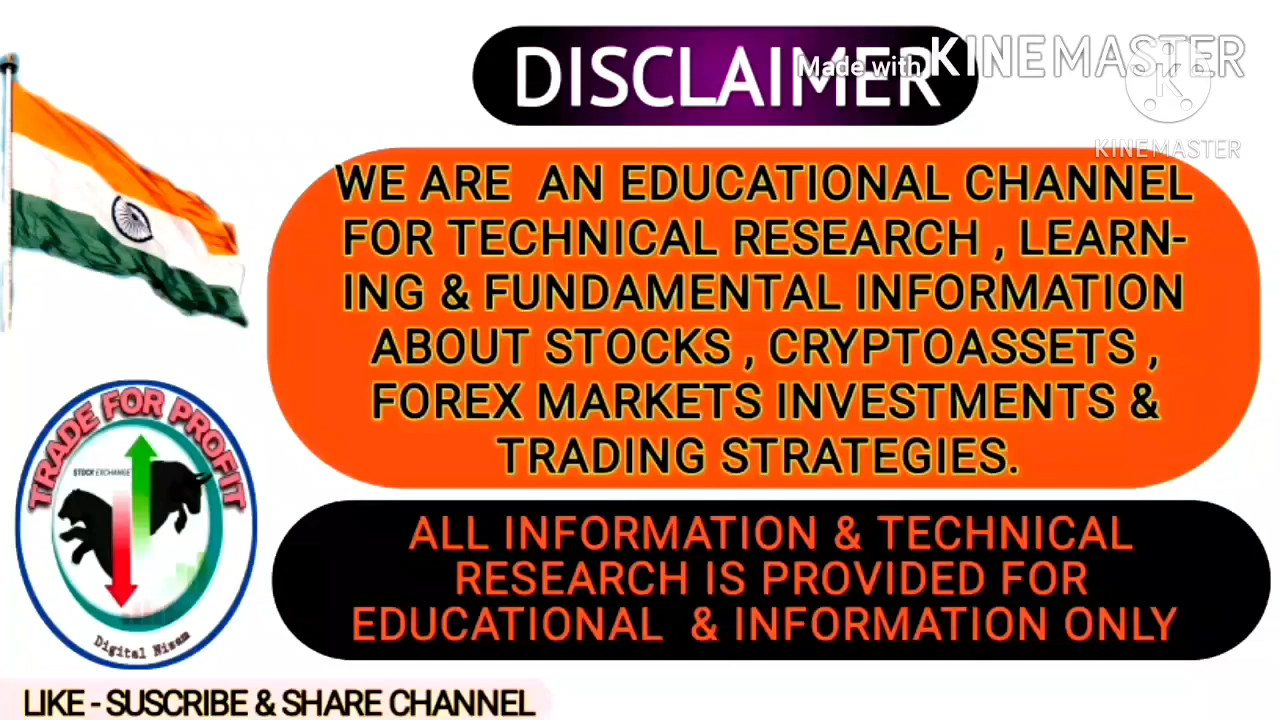 DISCLAIMER
Made with KINEMASTER
K
KINEMASTER
WE ARE AN EDUCATIONAL CHANNEL
FOR TECHNICAL RESEARCH , LEARN-
ING & FUNDAMENTAL INFORMATION
ABOUT STOCKS , CRYPTOASSETS ,
FOREX MARKETS INVESTMENTS &
TRADING STRATEGIES.
TRADE FOR PROFIT
STOCK EXCHANGE
Digital Nizam
ALL INFORMATION & TECHNICAL
RESEARCH IS PROVIDED FOR
EDUCATIONAL & INFORMATION ONLY
LIKE - SUSCRIBE & SHARE CHANNEL